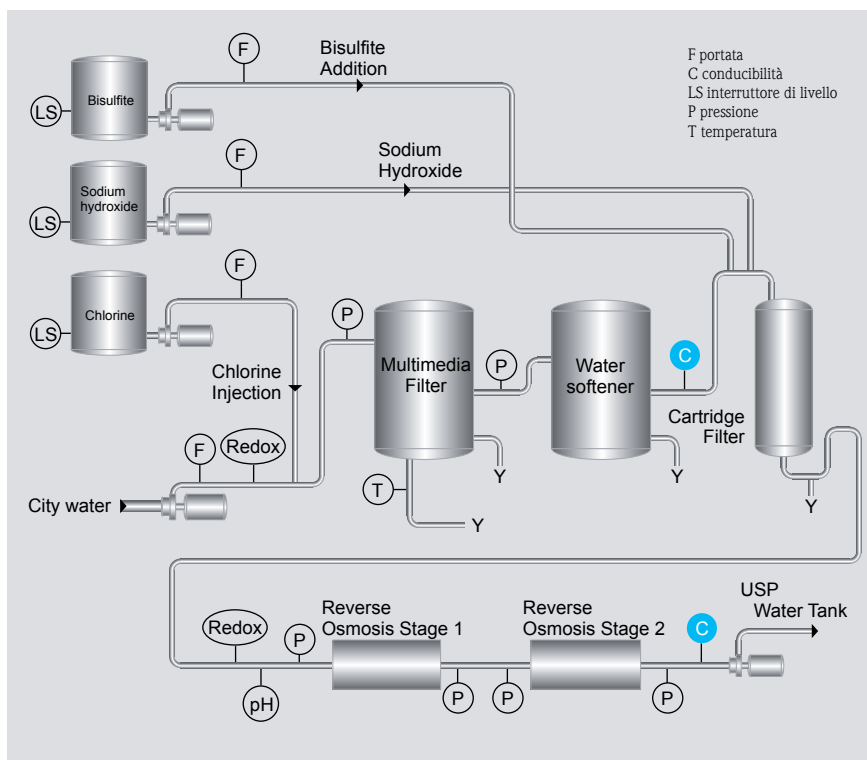 F
Bisulfite
Addition
F portata
C conducibilità
LS interruttore di livello
P pressione
T temperatura
LS
Bisulfite
F
Sodium
Hydroxide
LS
Sodium
hydroxide
F
LS
Chlorine
P
Chlorine
Injection
Multimedia
Filter
P
Water
softener
C
Cartridge
Filter
F
Redox
City water
T
Y
Y
Y
Y
Redox
pH
P
Reverse
Osmosis Stage 1
P
P
Reverse
Osmosis Stage 2
P
C
USP
Water Tank